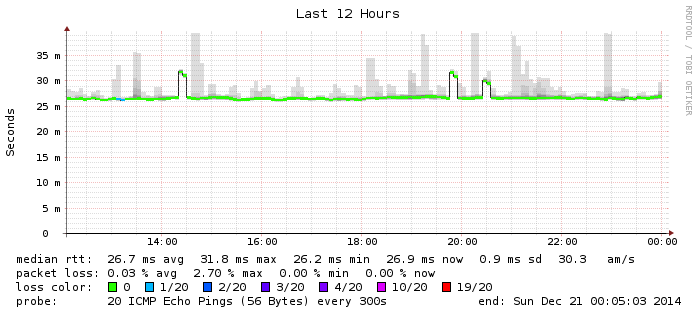 Last 12 Hours
RRDTOOL / TOBI OETIKER
Seconds
35 m
30 m
25 m
20 m
15 m
10 m
5 m
0
14:00 16:00 18:00 20:00 22:00 00:00
median rtt: 26.7 ms avg 31.8 ms max 26.2 ms min 26.9 ms now 0.9 ms sd 30.3 am/s
packet loss: 0.03 % avg 2.70 % max 0.00 % min 0.00 % now
loss color: 0 1/20 2/20 3/20 4/20 10/20 19/20
probe: 20 ICMP Echo Pings (56 Bytes) every 300s end: Sun Dec 21 00:05:03 2014